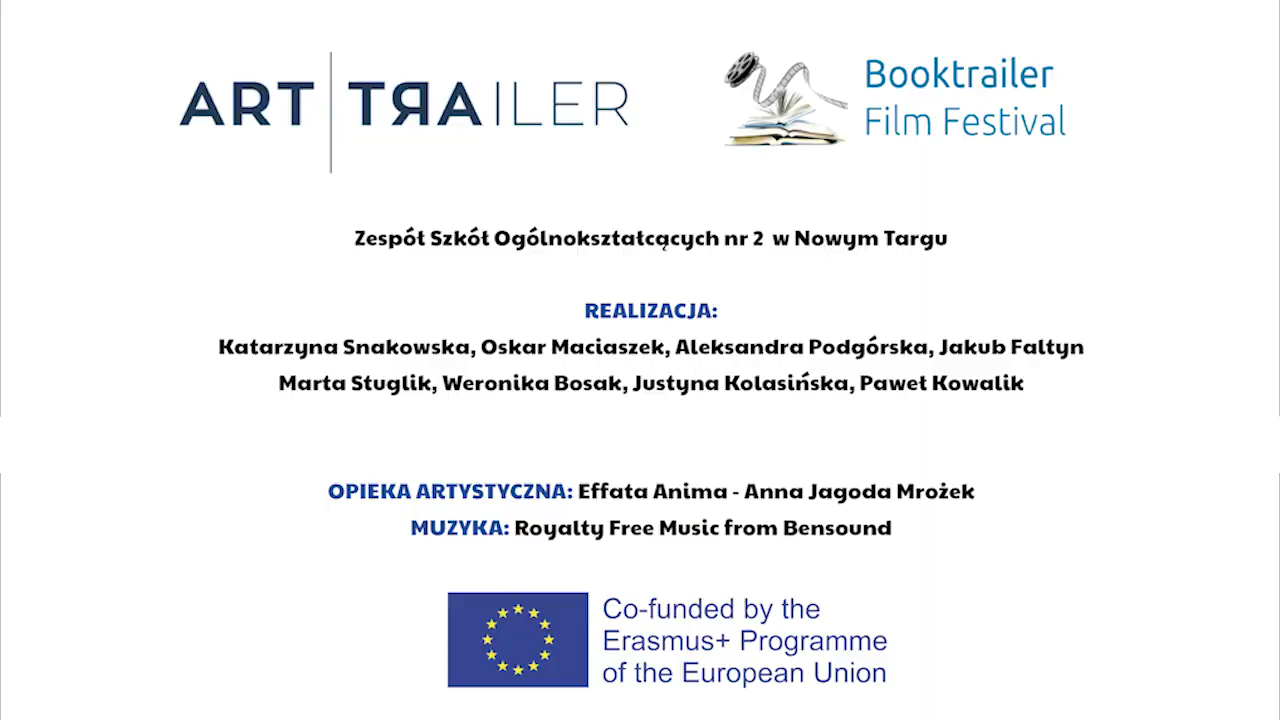 ART TRAILER
Booktrailer
Film Festival
Zespół Szkół Ogólnokształcących nr 2 w Nowym Targu
REALIZACJA:
Katarzyna Snakowska, Oskar Maciaszek, Aleksandra Podgórska, Jakub Faltyn
Marta Stuglik, Weronika Bosak, Justyna Kolasińska, Paweł Kowalik
OPIEKA ARTYSTYCZNA: Effata Anima - Anna Jagoda Mrożek
MUZYKA: Royalty Free Music from Bensound
Co-funded by the
Erasmus+ Programme
of the European Union